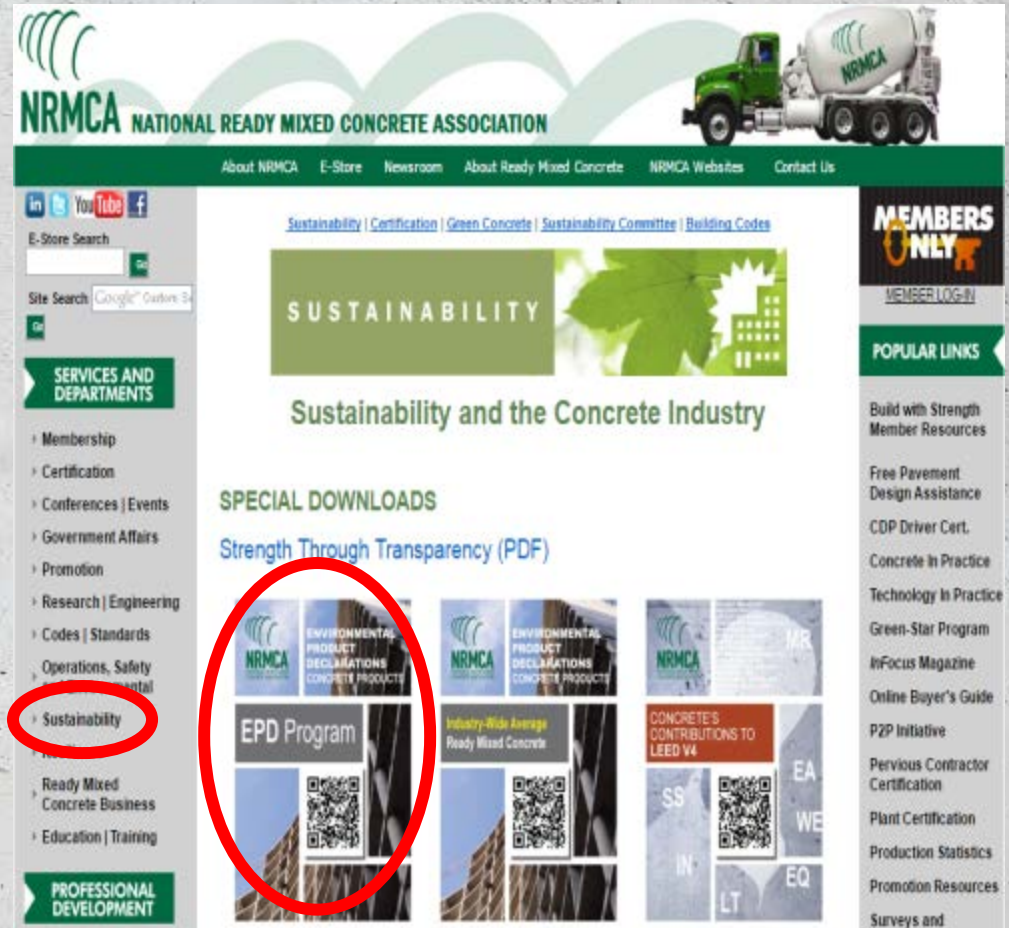 NRMCA NATIONAL READY MIXED CONCRETE ASSOCIATION
NRMCA
About NRMCA E-Store Newsroom About Ready Mixed Concrete NRMCA Websites Contact Us
in You Tube f
E-Store Search
Go
Site Search Google™ Custom
Go
SERVICES AND
DEPARTMENTS
Membership
Certification
Conferences | Events
Government Affairs
Promotion
Research | Engineering
Codes | Standards
Operations, Safety
Sustainability
Ready Mixed
Concrete Business
Education | Training
PROFESSIONAL
DEVELOPMENT
Sustainability | Certification | Green Concrete | Sustainability Committee | Building Codes
SUSTAINABILITY
Sustainability and the Concrete Industry
SPECIAL DOWNLOADS
Strength Through Transparency (PDF)
NRMCA
ENVIRONMENTAL
PRODUCT
DECLARATIONS
CONCRETE PRODUCTS
EPD Program
NRMCA
ENVIRONMENTAL
PRODUCT
DECLARATIONS
CONCRETE PRODUCTS
Industry-Wide Average
Ready Mixed Concrete
NRMCA
MR
CONCRETE'S
CONTRIBUTIONS TO
LEED V4
EA
SS
WE
IN
EQ
LT
MEMBERS
ONLY
MEMBER LOG-IN
POPULAR LINKS
Build with Strength
Member Resources
Free Pavement
Design Assistance
CDP Driver Cert.
Concrete In Practice
Technology In Practice
Green-Star Program
InFocus Magazine
Online Buyer's Guide
P2P Initiative
Pervious Contractor
Certification
Plant Certification
Production Statistics
Promotion Resources
Surveys and